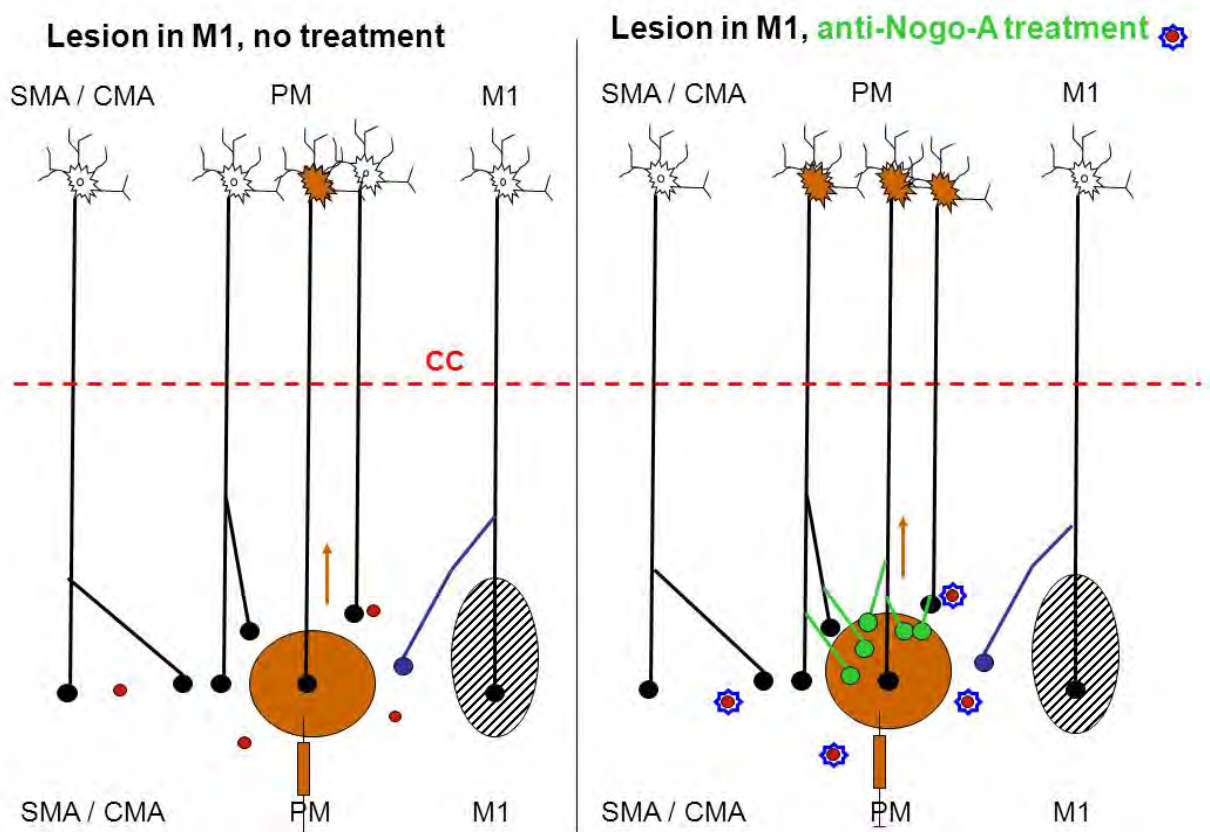 Lesion in M1, no treatment
SMA / CMA PM M1
CC
SMA / CMA PM M1
Lesion in M1, anti-Nogo-A treatment
SMA / CMA PM M1
SMA / CMA PM M1